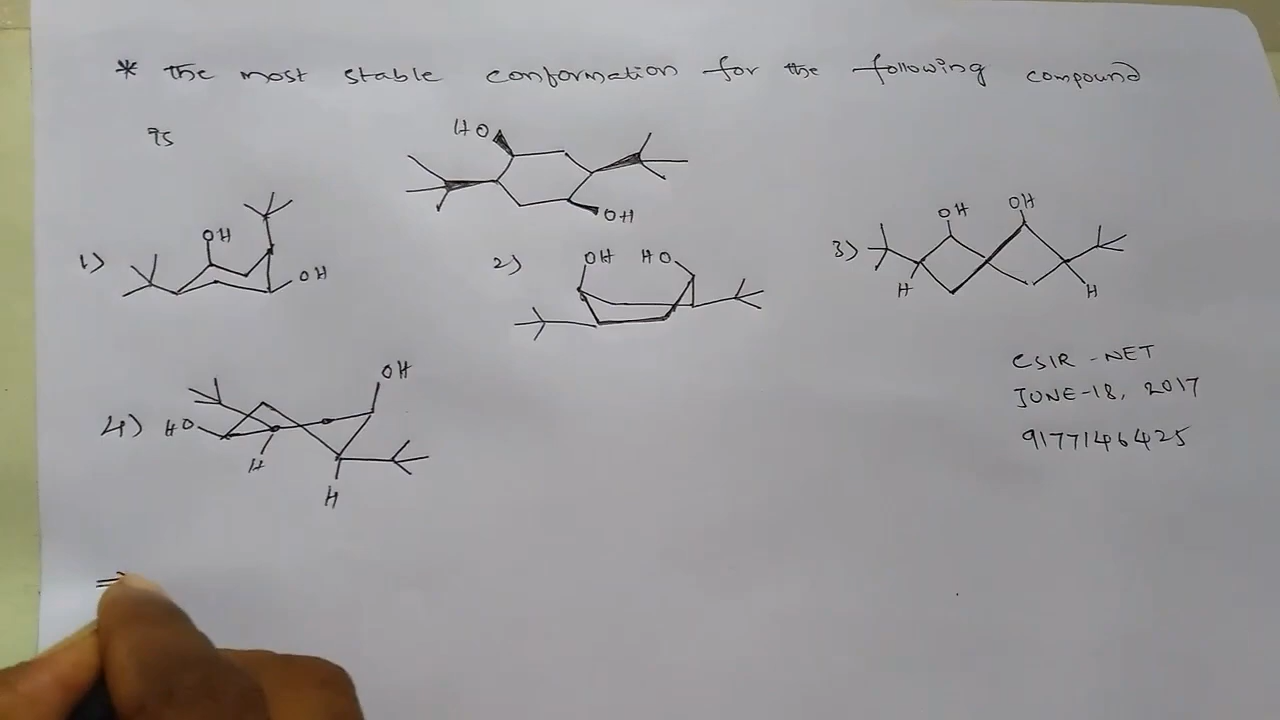 * The most stable conformation for the following compound
is
HO
OH
1) OH OH
2) OH HO
3) OH OH H H
4) HO OH H H
CSIR - NET
JUNE-18, 2017
9177146425
⇒